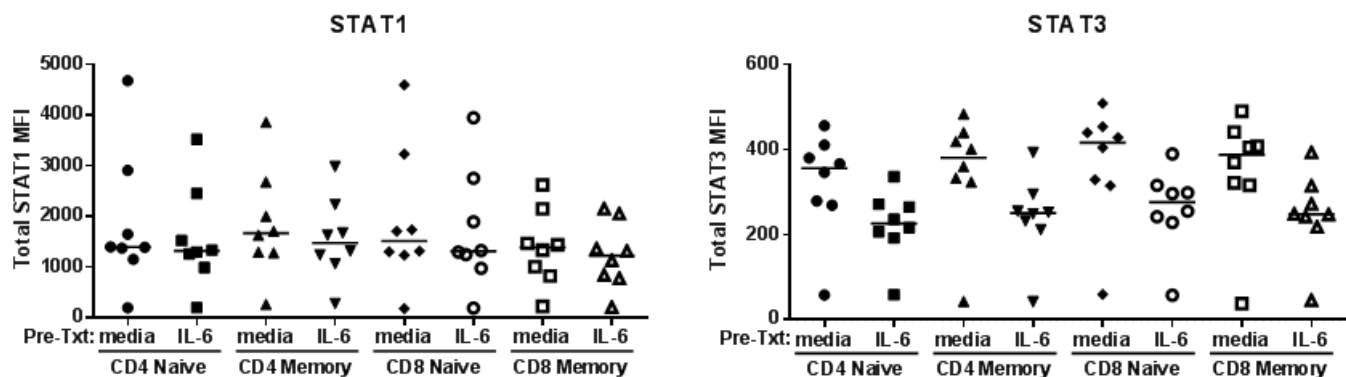 STAT1
Total STAT1 MFI
5000
4000
3000
2000
1000
0
Pre-Txt: media IL-6 media IL-6 media IL-6 media IL-6
CD4 Naive CD4 Memory CD8 Naive CD8 Memory
STAT3
Total STAT3 MFI
600
400
200
0
Pre-Txt: media IL-6 media IL-6 media IL-6 media IL-6
CD4 Naive CD4 Memory CD8 Naive CD8 Memory